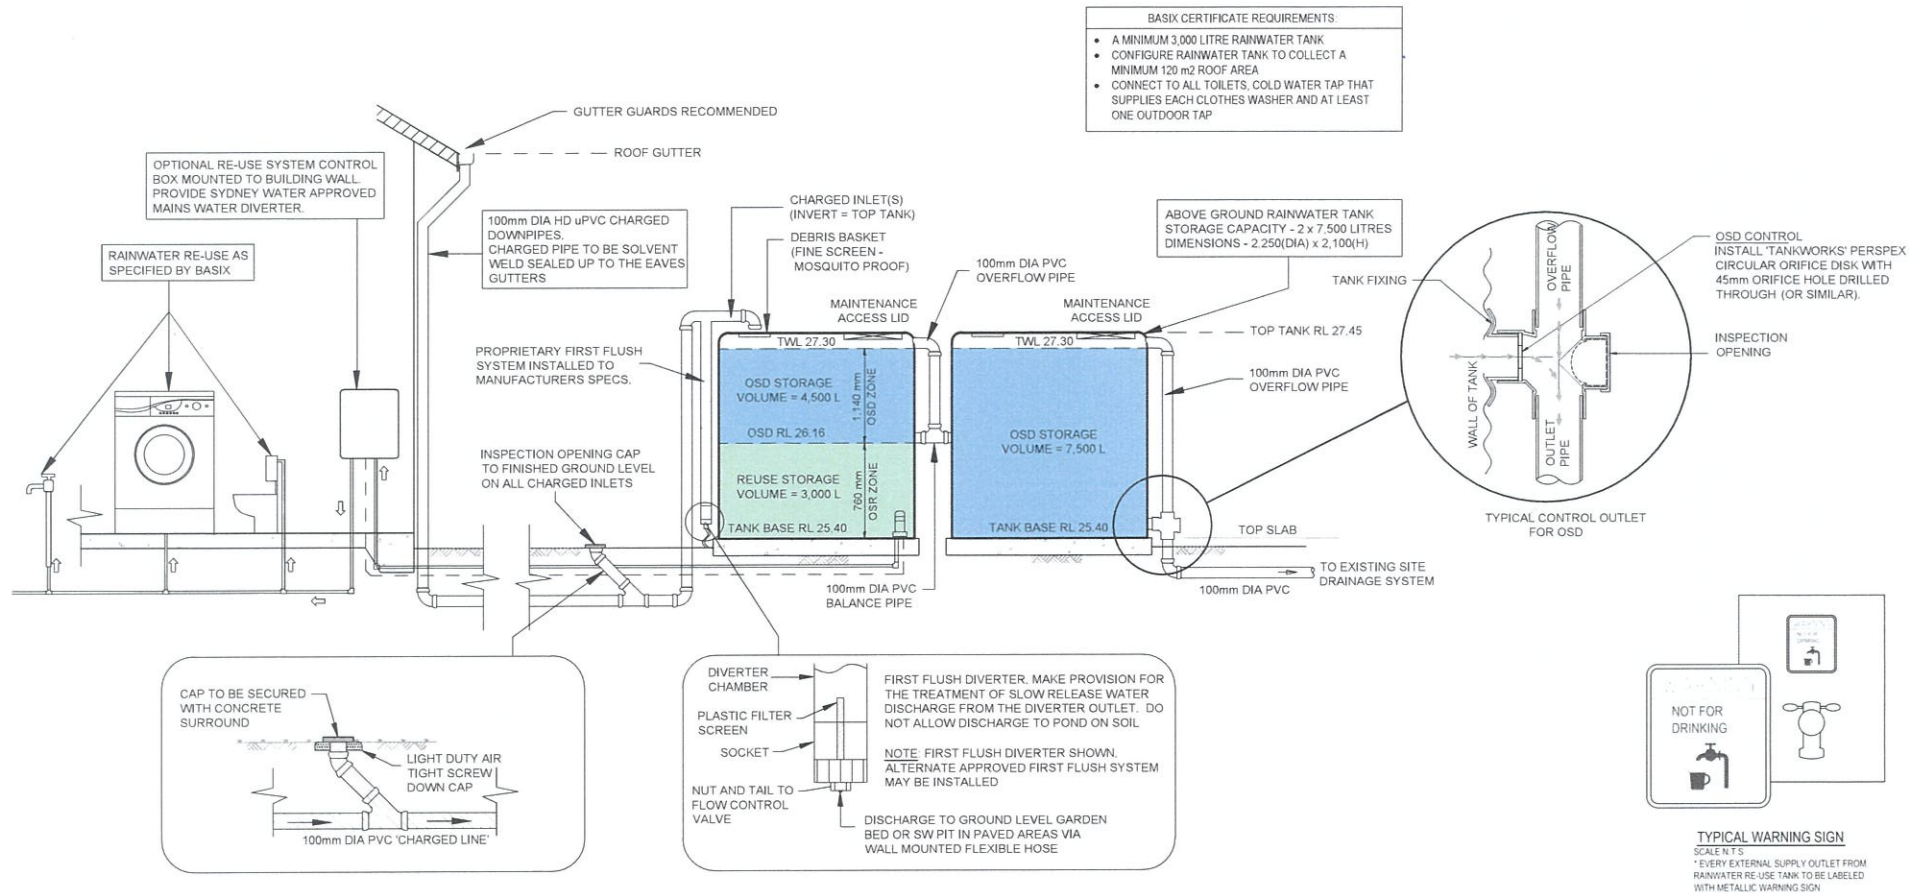 BASIX CERTIFICATE REQUIREMENTS:
• A MINIMUM 3,000 LITRE RAINWATER TANK
• CONFIGURE RAINWATER TANK TO COLLECT A
MINIMUM 120 m2 ROOF AREA
• CONNECT TO ALL TOILETS, COLD WATER TAP THAT
SUPPLIES EACH CLOTHES WASHER AND AT LEAST
ONE OUTDOOR TAP
GUTTER GUARDS RECOMMENDED
ROOF GUTTER
OPTIONAL RE-USE SYSTEM CONTROL
BOX MOUNTED TO BUILDING WALL.
PROVIDE SYDNEY WATER APPROVED
MAINS WATER DIVERTER.
RAINWATER RE-USE AS
SPECIFIED BY BASIX
100mm DIA HD uPVC CHARGED
DOWNPIPES.
CHARGED PIPE TO BE SOLVENT
WELD SEALED UP TO THE EAVES
GUTTERS
CHARGED INLET(S)
(INVERT = TOP TANK)
DEBRIS BASKET
(FINE SCREEN -
MOSQUITO PROOF)
100mm DIA PVC
OVERFLOW PIPE
ABOVE GROUND RAINWATER TANK
STORAGE CAPACITY - 2 x 7,500 LITRES
DIMENSIONS - 2.250(DIA) x 2,100(H)
MAINTENANCE
ACCESS LID
MAINTENANCE
ACCESS LID
TOP TANK RL 27.45
PROPRIETARY FIRST FLUSH
SYSTEM INSTALLED TO
MANUFACTURERS SPECS.
TWL 27.30
OSD STORAGE
VOLUME = 4,500 L
1,140 mm
OSD ZONE
OSD RL 26.16
REUSE STORAGE
VOLUME = 3,000 L
760 mm
OSR ZONE
TANK BASE RL 25.40
TWL 27.30
OSD STORAGE
VOLUME = 7,500 L
TANK BASE RL 25.40
100mm DIA PVC
OVERFLOW PIPE
INSPECTION OPENING CAP
TO FINISHED GROUND LEVEL
ON ALL CHARGED INLETS
100mm DIA PVC
BALANCE PIPE
TOP SLAB
TO EXISTING SITE
DRAINAGE SYSTEM
100mm DIA PVC
TANK FIXING
WALL OF TANK
OVERFLOW
PIPE
OUTLET
PIPE
OSD CONTROL
INSTALL 'TANKWORKS' PERSPEX
CIRCULAR ORIFICE DISK WITH
45mm ORIFICE HOLE DRILLED
THROUGH (OR SIMILAR).
INSPECTION
OPENING
TYPICAL CONTROL OUTLET
FOR OSD
CAP TO BE SECURED
WITH CONCRETE
SURROUND
LIGHT DUTY AIR
TIGHT SCREW
DOWN CAP
100mm DIA PVC 'CHARGED LINE'
DIVERTER
CHAMBER
PLASTIC FILTER
SCREEN
SOCKET
NUT AND TAIL TO
FLOW CONTROL
VALVE
FIRST FLUSH DIVERTER. MAKE PROVISION FOR
THE TREATMENT OF SLOW RELEASE WATER
DISCHARGE FROM THE DIVERTER OUTLET. DO
NOT ALLOW DISCHARGE TO POND ON SOIL
NOTE: FIRST FLUSH DIVERTER SHOWN,
ALTERNATE APPROVED FIRST FLUSH SYSTEM
MAY BE INSTALLED
DISCHARGE TO GROUND LEVEL GARDEN
BED OR SW PIT IN PAVED AREAS VIA
WALL MOUNTED FLEXIBLE HOSE
NOT FOR
DRINKING
TYPICAL WARNING SIGN
SCALE N.T.S
* EVERY EXTERNAL SUPPLY OUTLET FROM
RAINWATER RE-USE TANK TO BE LABELED
WITH METALLIC WARNING SIGN